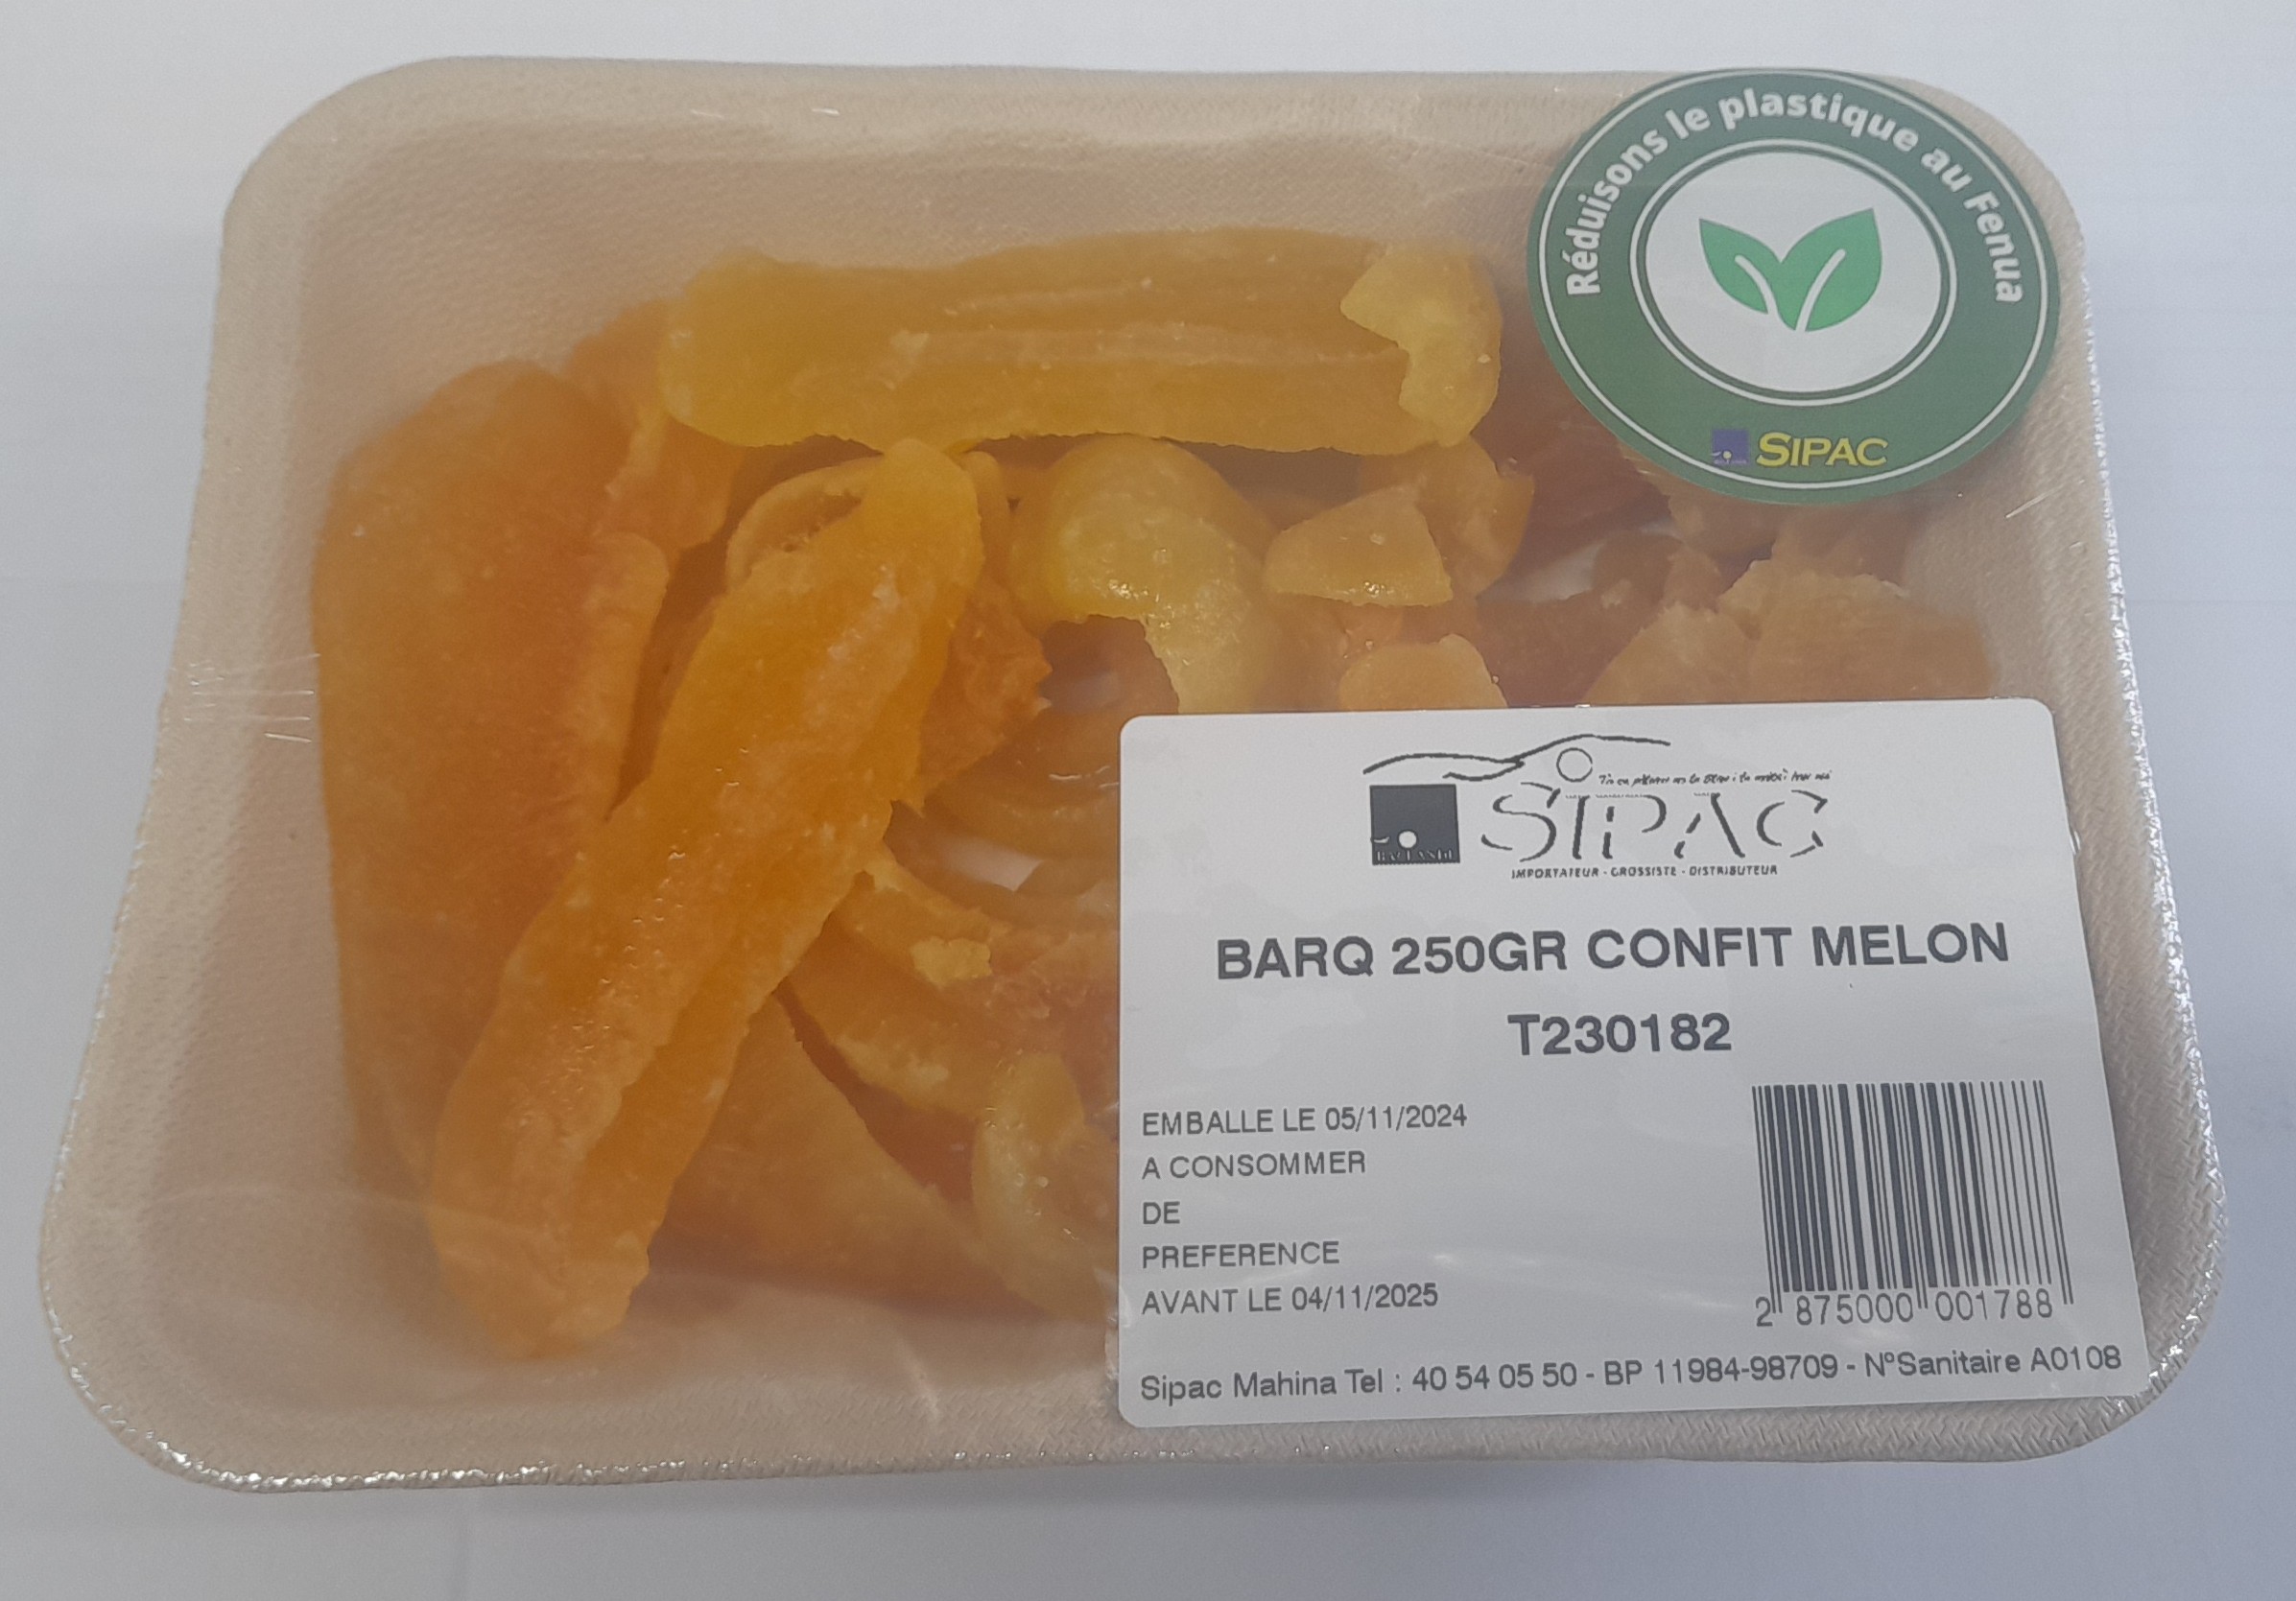 Réduisons le plastique au Fenua
SIPAC
SIPAC
IMPORTATEUR - GROSSISTE - DISTRIBUTEUR
BARQ 250GR CONFIT MELON
T230182
EMBALLE LE 05/11/2024
A CONSOMMER
DE
PREFERENCE
AVANT LE 04/11/2025
2 875000 001788
Sipac Mahina Tel : 40 54 05 50 - BP 11984-98709 - N°Sanitaire A0108